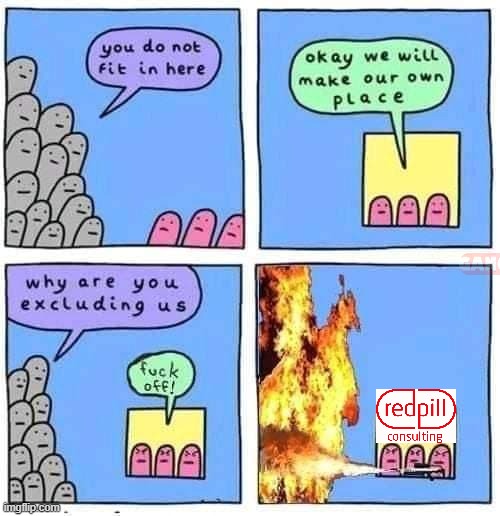 you do not
fit in here
okay we will
make our own
place
why are you
excluding us
fuck
off!
redpill
consulting
imgflip.com